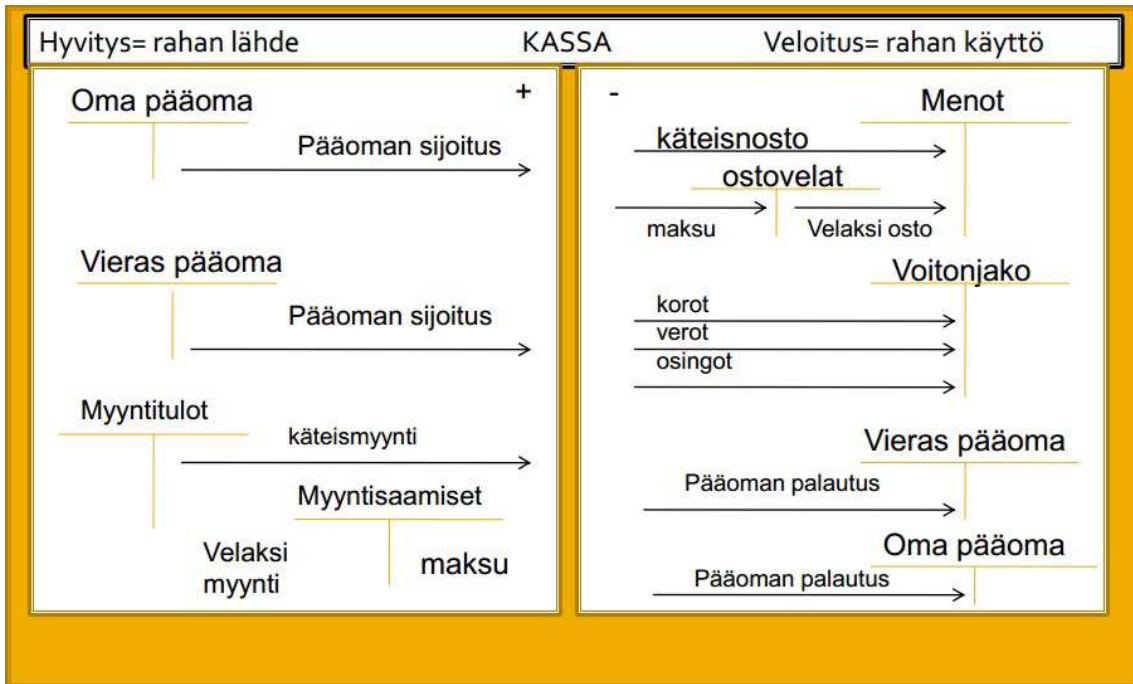 Hyvitys= rahan lähde KASSA Veloitus= rahan käyttö
Oma pääoma
+
Pääoman sijoitus
Vieras pääoma
Pääoman sijoitus
Myyntitulot
käteismyynti
Myyntisaamiset
Velaksi
myynti
maksu
-
Menot
käteisnosto
ostovelat
maksu
Velaksi osto
Voitonjako
korot
verot
osingot
Vieras pääoma
Pääoman palautus
Oma pääoma
Pääoman palautus